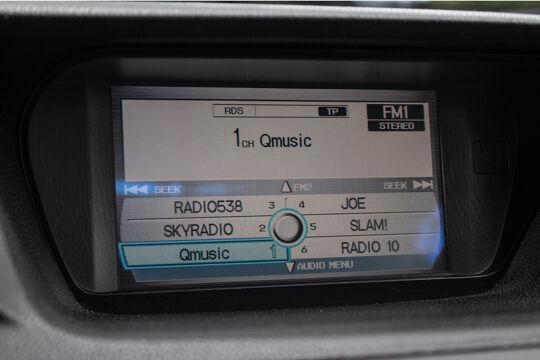 RDS TP FM1
STEREO
1CH Qmusic
SEEK FM2 SEEK
RADIO538 3 4 JOE
SKYRADIO 2 5 SLAM!
Qmusic 1 6 RADIO 10
AUDIO MENU